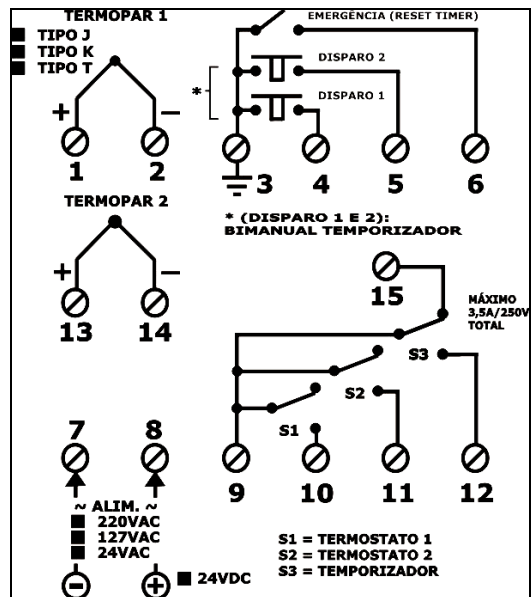 TERMOPAR 1
TIPO J
TIPO K
TIPO T
+ −
1 2
EMERGÊNCIA (RESET TIMER)
DISPARO 2
*
DISPARO 1
3 4 5 6
* (DISPARO 1 E 2):
BIMANUAL TEMPORIZADOR
TERMOPAR 2
+ −
13 14
15
MÁXIMO
3,5A/250V
TOTAL
S3
S2
S1
7 8
9 10 11 12
~ ALIM. ~
220VAC
127VAC
24VAC
− + 24VDC
S1 = TERMOSTATO 1
S2 = TERMOSTATO 2
S3 = TEMPORIZADOR